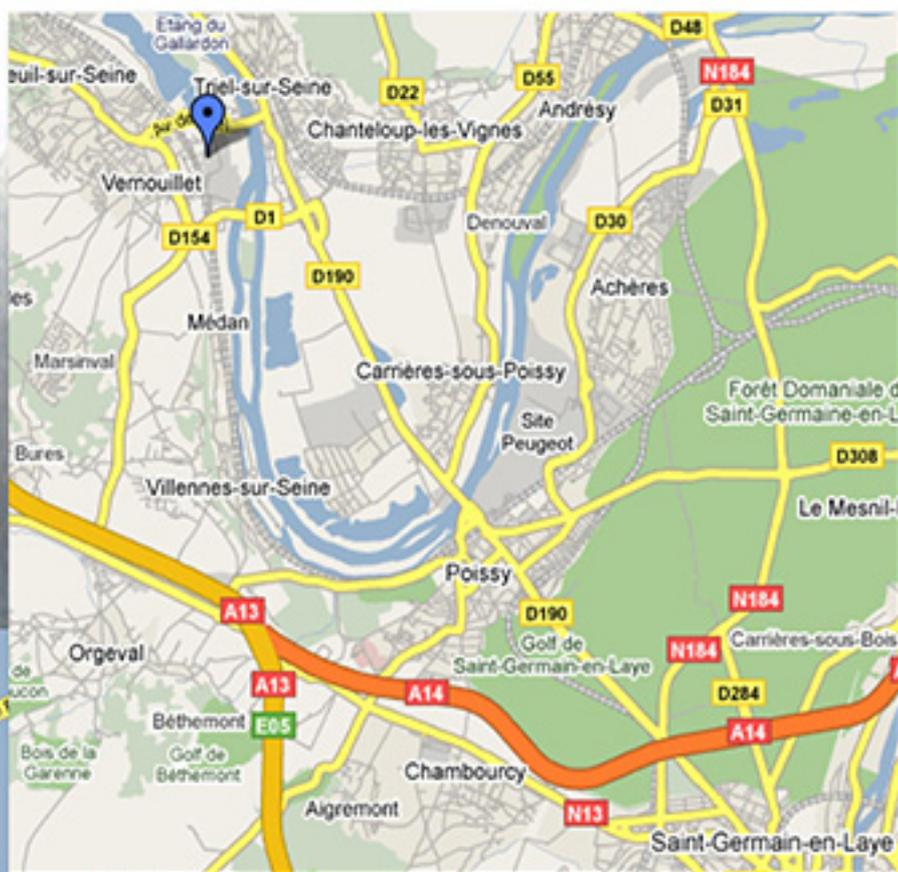 Etang du
Gallardon
D48
euil-sur-Seine
Triel-sur-Seine
D22
D55
N184
D31
Andrésy
Chanteloup-les-Vignes
Vernouillet
D1
Denouval
D30
D154
D190
Achères
es
Médan
Marsinval
Carrières-sous-Poissy
Forêt Domaniale d
Saint-Germaine-en-L
Site
Peugeot
Bures
D308
Villennes-sur-Seine
Le Mesnil-
Poissy
A13
D190
N184
Orgeval
Golf de
Saint-Germain-en-Laye
N184
Carrières-sous-Bois
de
ucon
A13
A14
D284
A
Béthemont
E05
A14
Bois de la
Garenne
Golf de
Béthemont
Chambourcy
Aigremont
N13
Saint-Germain-en-Laye